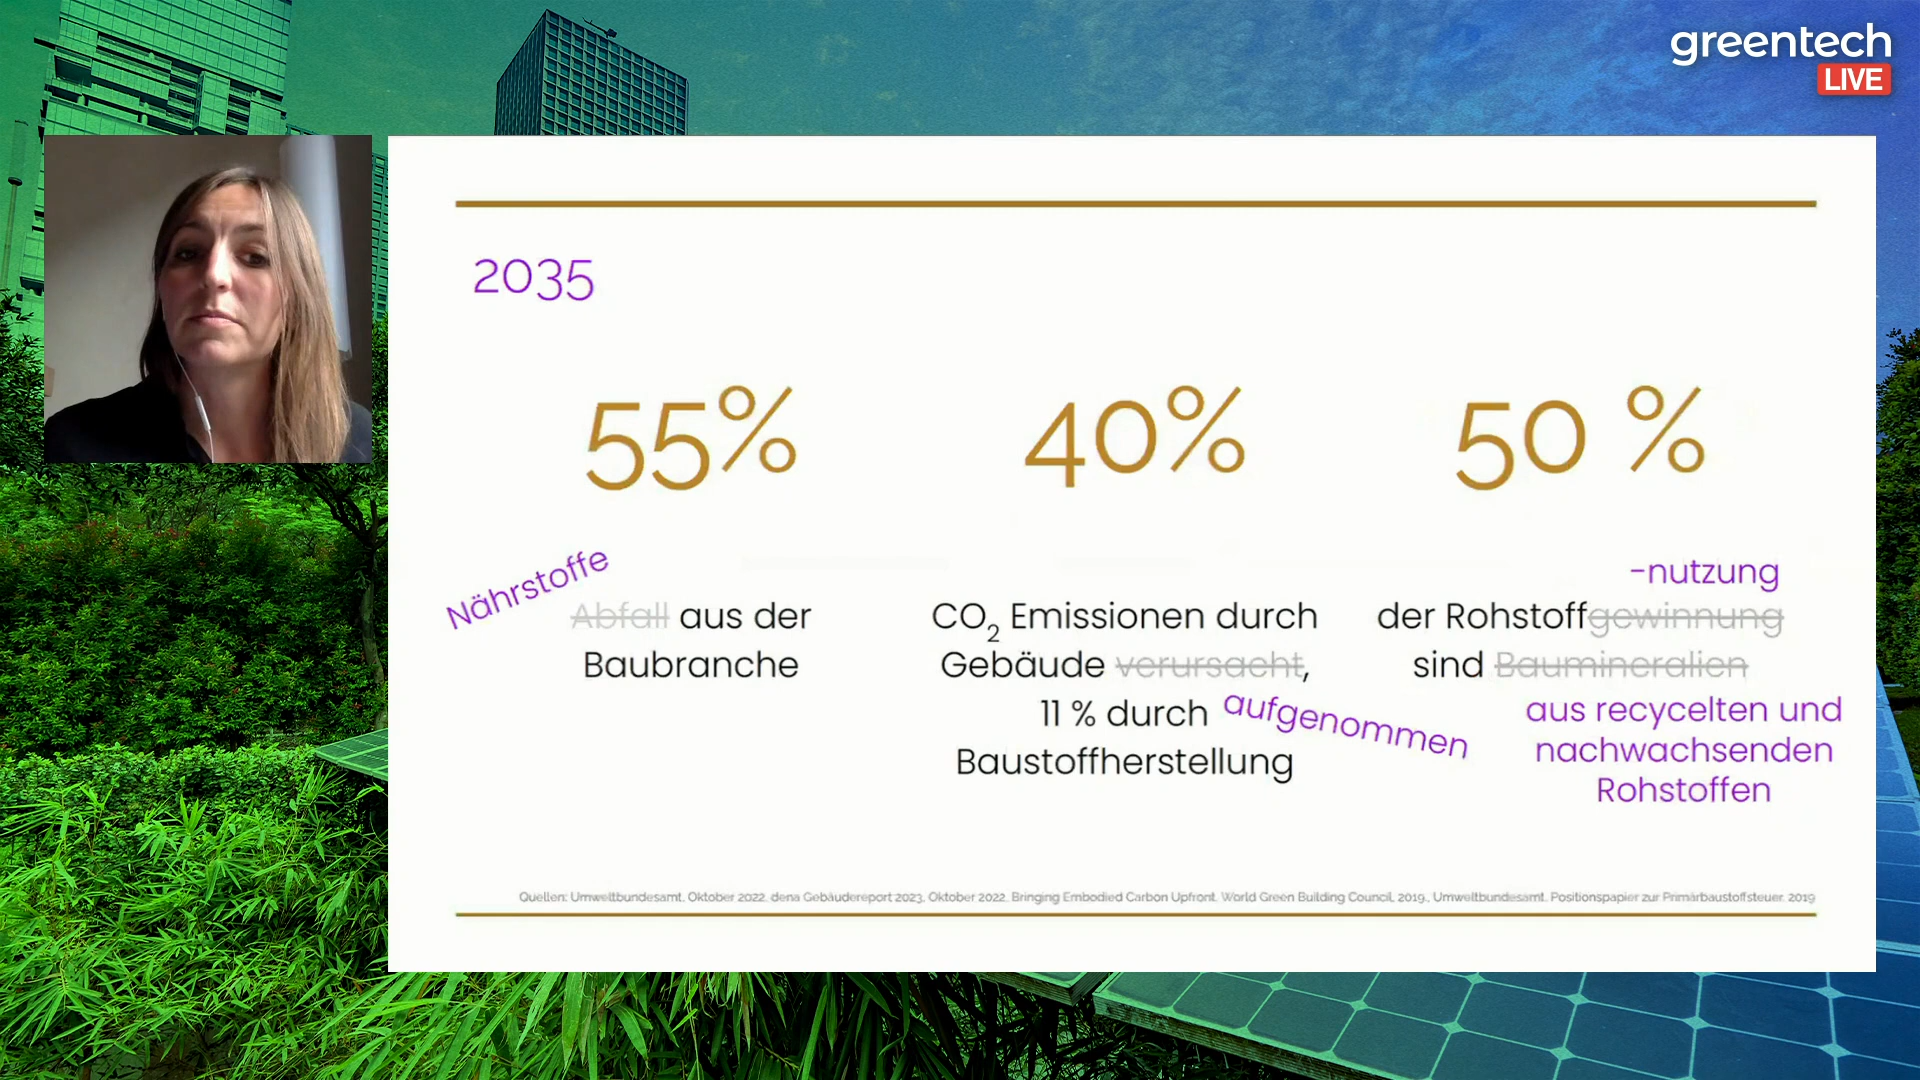 greentech
LIVE
2035
55%
40%
50 %
Nährstoffe
Abfall aus der
Baubranche
CO₂ Emissionen durch
Gebäude verursacht,
11 % durch
Baustoffherstellung
aufgenommen
-nutzung
der Rohstoffgewinnung
sind Baumineralien
aus recycelten und
nachwachsenden
Rohstoffen
Quellen: Umweltbundesamt, Oktober 2022, dena Gebäudereport 2023, Oktober 2022, Bringing Embodied Carbon Upfront, World Green Building Council, 2019., Umweltbundesamt, Positionspapier zur Primärbaustoffsteuer, 2019